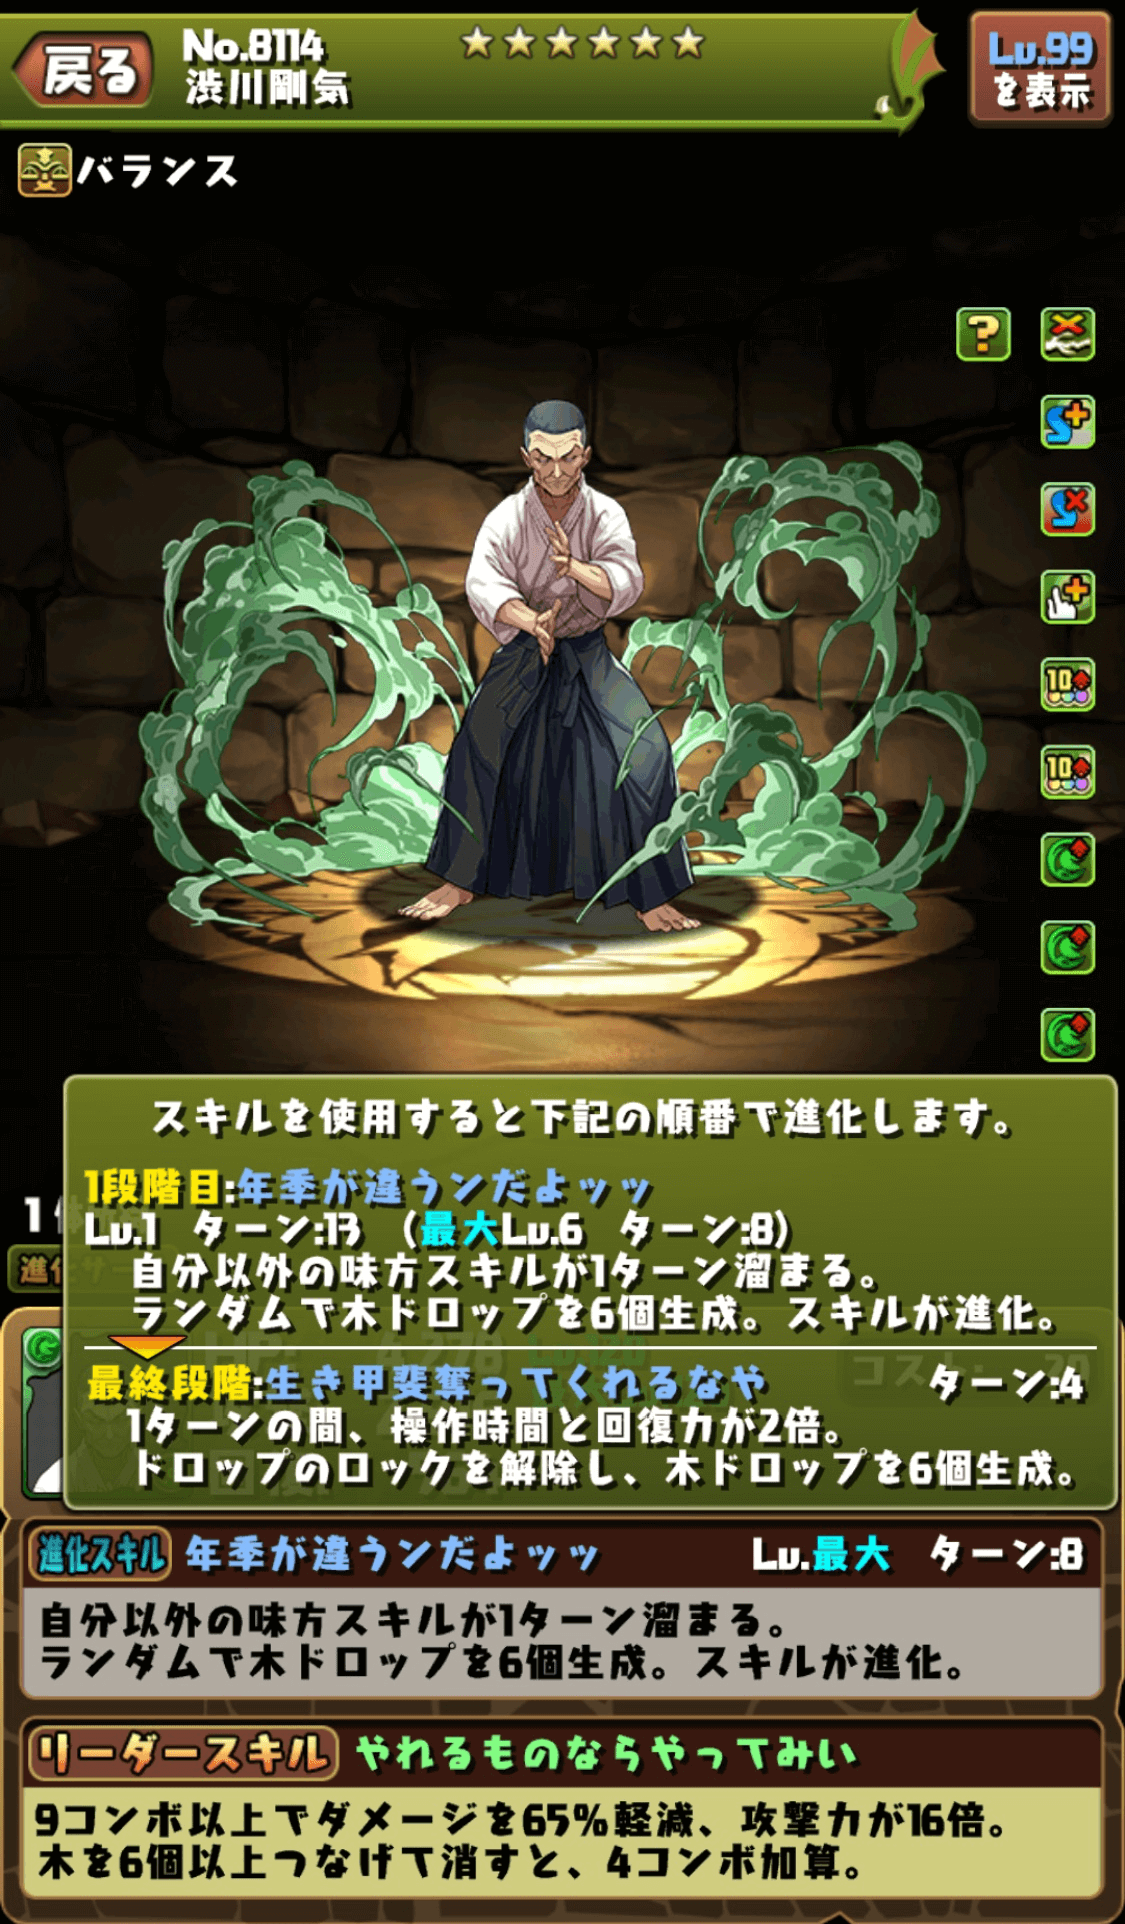 戻る
No.8114
渋川剛気
Lv.99
を表示
バランス
?
10
10
スキルを使用すると下記の順番で進化します。
1段階目:年季が違うンだよッッ
Lv.1 ターン:13 (最大Lv.6 ターン:8)
自分以外の味方スキルが1ターン溜まる。
ランダムで木ドロップを6個生成。スキルが進化。
最終段階:生き甲斐奪ってくれるなや ターン:4
1ターンの間、操作時間と回復力が2倍。
ドロップのロックを解除し、木ドロップを6個生成。
進化スキル 年季が違うンだよッッ Lv.最大 ターン:8
自分以外の味方スキルが1ターン溜まる。
ランダムで木ドロップを6個生成。スキルが進化。
リーダースキル やれるものならやってみい
9コンボ以上でダメージを65%軽減、攻撃力が16倍。
木を6個以上つなげて消すと、4コンボ加算。